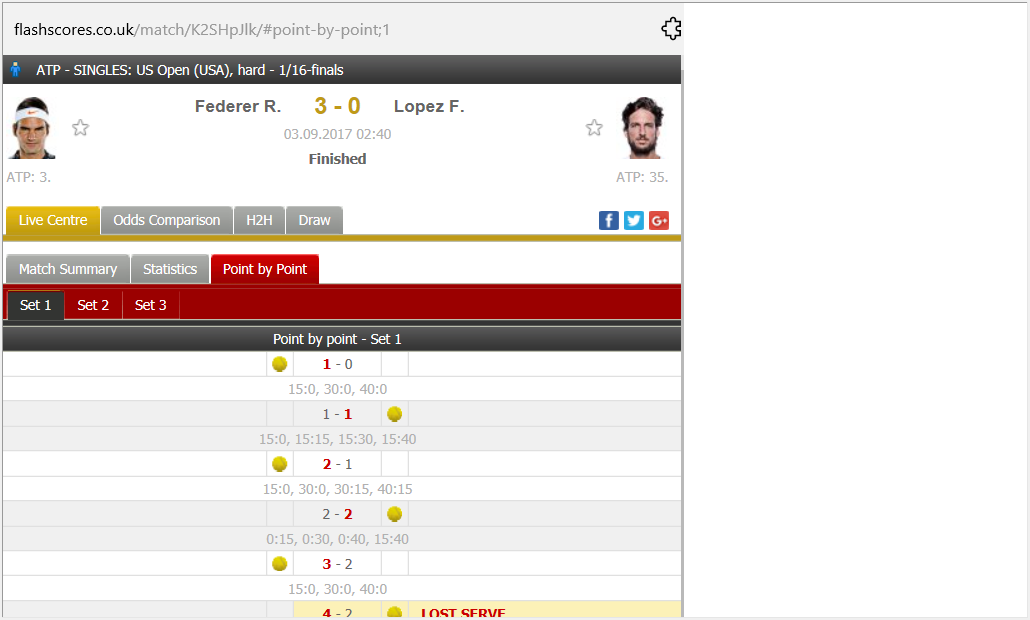 flashscores.co.uk/match/K2SHpJlk/#point-by-point;1
ATP - SINGLES: US Open (USA), hard - 1/16-finals
Federer R. 3 - 0 Lopez F.
03.09.2017 02:40
Finished
ATP: 3. ATP: 35.
Live Centre Odds Comparison H2H Draw f G+
Match Summary Statistics Point by Point
Set 1 Set 2 Set 3
Point by point - Set 1
1 - 0
15:0, 30:0, 40:0
1 - 1
15:0, 15:15, 15:30, 15:40
2 - 1
15:0, 30:0, 30:15, 40:15
2 - 2
0:15, 0:30, 0:40, 15:40
3 - 2
15:0, 30:0, 40:0
4 - 2 LOST SERVE